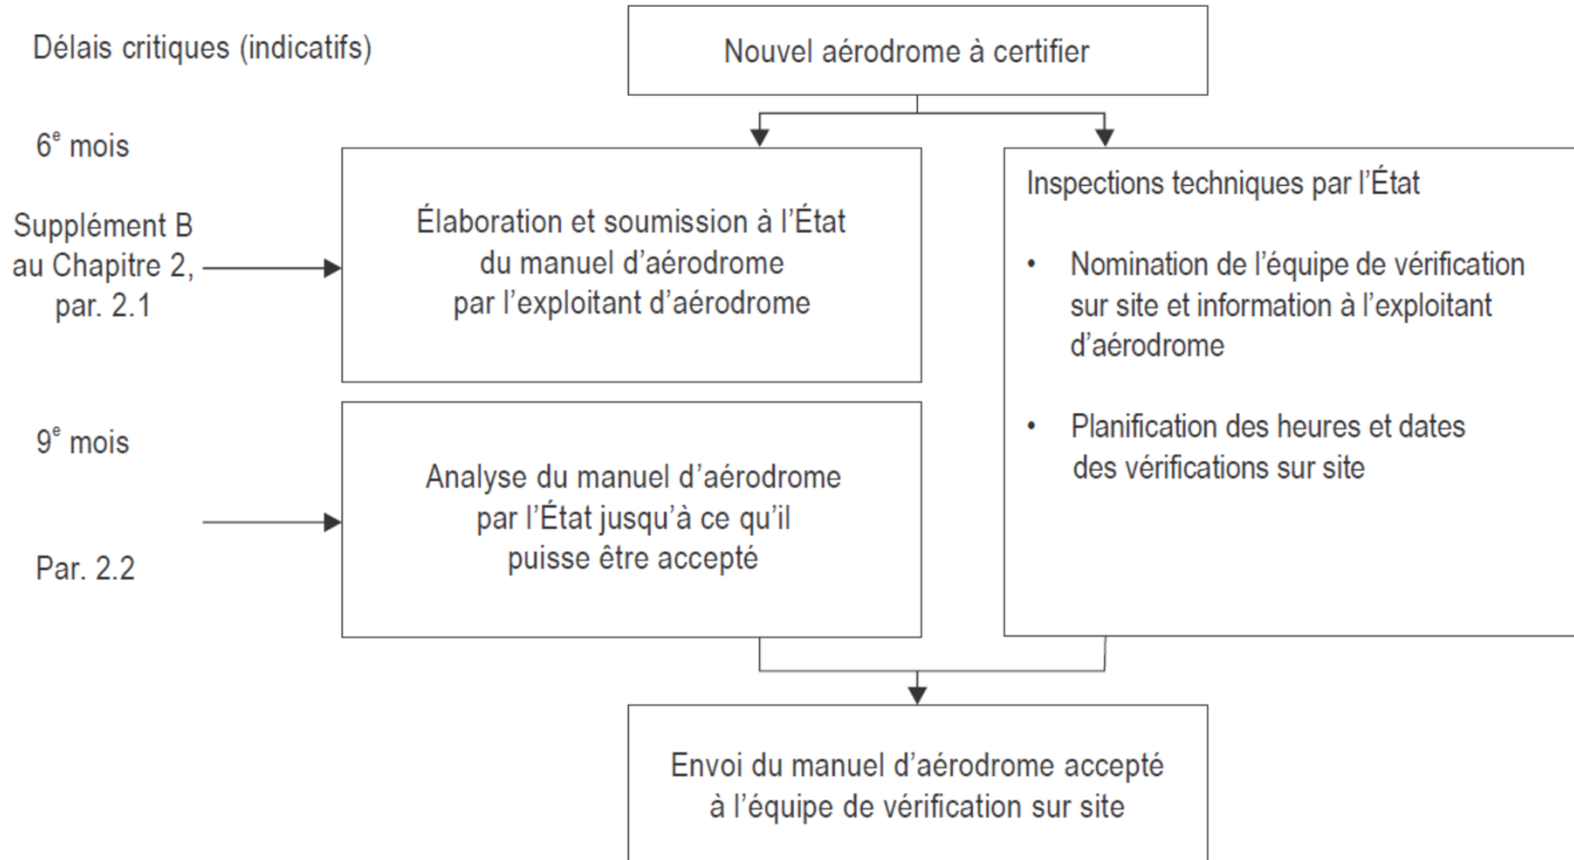 Délais critiques (indicatifs)
Nouvel aérodrome à certifier
6e mois
Supplément B
au Chapitre 2,
par. 2.1
Élaboration et soumission à l’État
du manuel d’aérodrome
par l’exploitant d’aérodrome
Inspections techniques par l’État
• Nomination de l’équipe de vérification
sur site et information à l’exploitant
d’aérodrome
• Planification des heures et dates
des vérifications sur site
9e mois
Par. 2.2
Analyse du manuel d’aérodrome
par l’État jusqu’à ce qu’il
puisse être accepté
Envoi du manuel d’aérodrome accepté
à l’équipe de vérification sur site